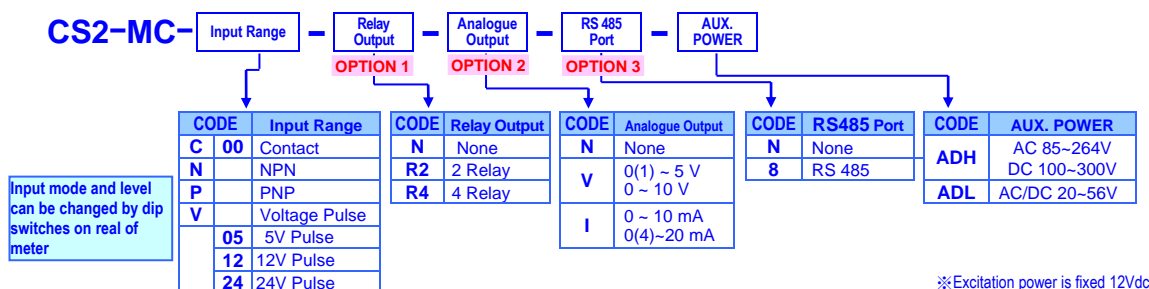 CS2-MC- Input Range - Relay Output - Analogue Output - RS 485 Port - AUX. POWER
OPTION 1 OPTION 2 OPTION 3
CODE Input Range
C 00 Contact
N NPN
P PNP
V Voltage Pulse
05 5V Pulse
12 12V Pulse
24 24V Pulse
CODE Relay Output
N None
R2 2 Relay
R4 4 Relay
CODE Analogue Output
N None
V 0(1) ~ 5 V
0 ~ 10 V
I 0 ~ 10 mA
0(4)~20 mA
CODE RS485 Port
N None
8 RS 485
CODE AUX. POWER
ADH AC 85~264V
DC 100~300V
ADL AC/DC 20~56V
Input mode and level
can be changed by dip
switches on real of
meter
※Excitation power is fixed 12Vdc